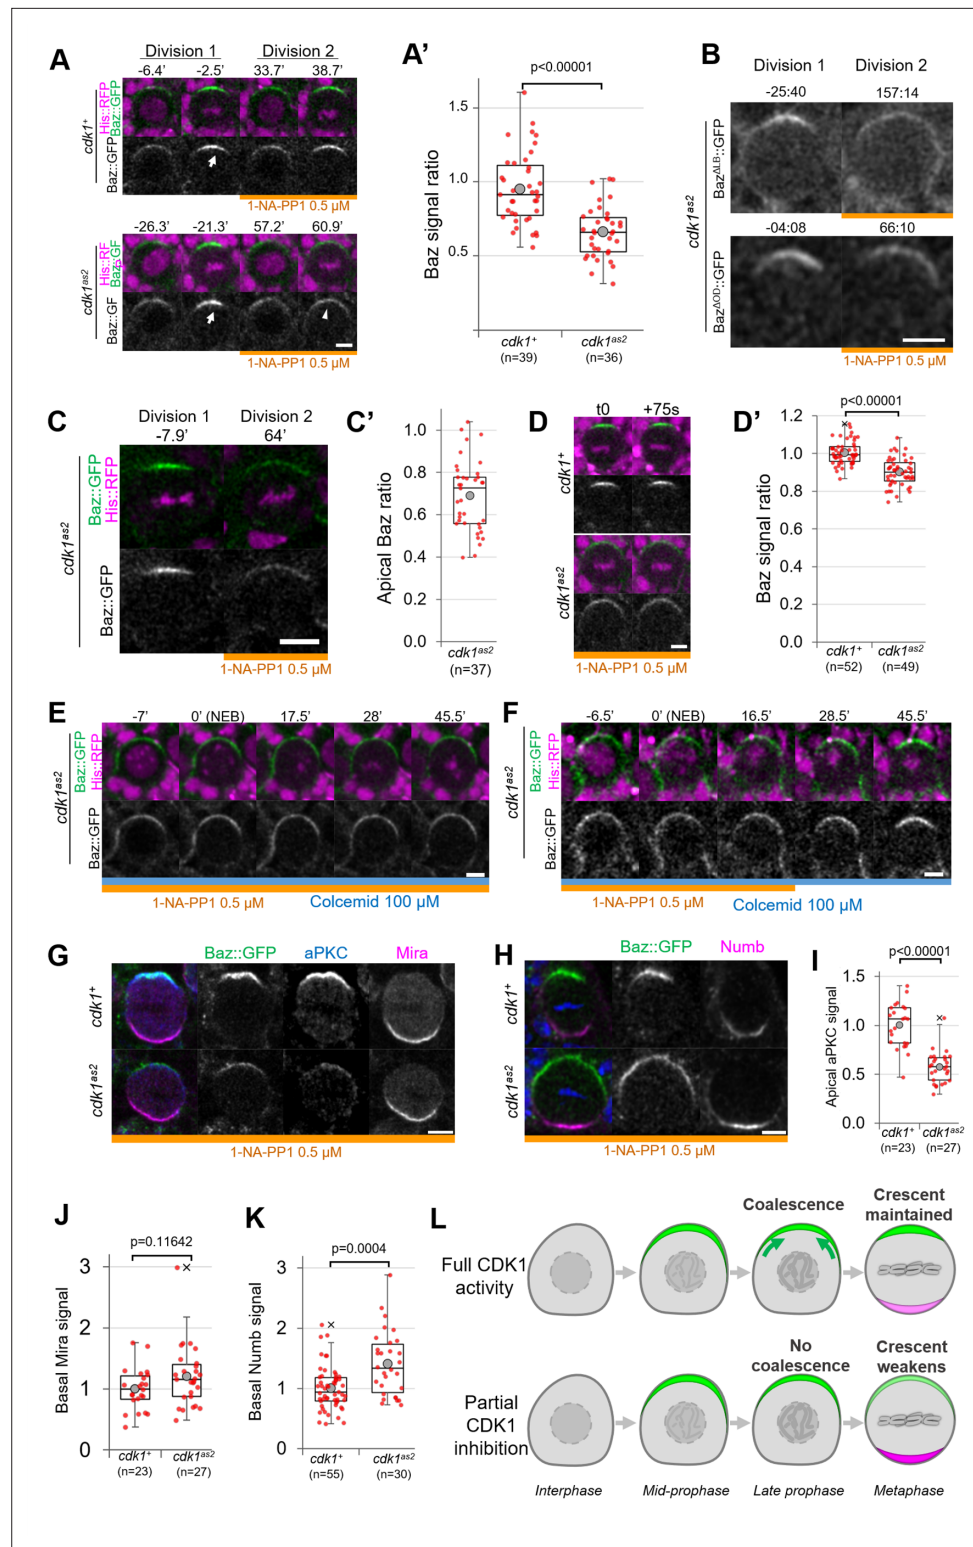 A
Division 1
Division 2
-6.4’
-2.5’
33.7’
38.7’
cdk1+
His::RFP
Baz::GFP
Baz::GFP
1-NA-PP1 0.5 µM
-26.3’
-21.3’
57.2’
60.9’
cdk1as2
His::RF
P
Baz::GF
Baz::GF
1-NA-PP1 0.5 µM
A’
p<0.00001
Baz signal ratio
1.5
1.0
0.5
cdk1+
(n=39)
cdk1as2
(n=36)
B
Division 1
Division 2
-25:40
157:14
cdk1as2
BazΔLB::GFP
1-NA-PP1 0.5 µM
-04:08
66:10
BazΔOD::GFP
1-NA-PP1 0.5 µM
C
Division 1
Division 2
-7.9’
64’
cdk1as2
Baz::GFP
His::RFP
Baz::GFP
1-NA-PP1 0.5 µM
C’
Apical Baz ratio
1.0
0.8
0.6
0.4
0.2
0.0
cdk1as2
(n=37)
D
t0
+75s
cdk1+
cdk1as2
1-NA-PP1 0.5 µM
D’
p<0.00001
Baz signal ratio
1.2
1.0
0.8
0.6
0.4
0.2
0.0
cdk1+
(n=52)
cdk1as2
(n=49)
E
-7’
0’ (NEB)
17.5’
28’
45.5’
cdk1as2
Baz::GFP
His::RFP
Baz::GFP
1-NA-PP1 0.5 µM
Colcemid 100 µM
F
-6.5’
0’ (NEB)
16.5’
28.5’
45.5’
cdk1as2
Baz::GFP
His::RFP
Baz::GFP
1-NA-PP1 0.5 µM
Colcemid 100 µM
G
Baz::GFP
aPKC
Mira
cdk1+
cdk1as2
1-NA-PP1 0.5 µM
H
Baz::GFP
Numb
cdk1+
cdk1as2
1-NA-PP1 0.5 µM
I
p<0.00001
Apical aPKC signal
1.5
1.0
0.5
0.0
cdk1+
(n=23)
cdk1as2
(n=27)
J
p=0.11642
Basal Mira signal
3
2
1
0
cdk1+
(n=23)
cdk1as2
(n=27)
K
p=0.0004
Basal Numb signal
3
2
1
0
cdk1+
(n=55)
cdk1as2
(n=30)
L
Coalescence
Crescent
maintained
Full CDK1
activity
No
coalescence
Crescent
weakens
Partial
CDK1
inhibition
Interphase
Mid-prophase
Late prophase
Metaphase